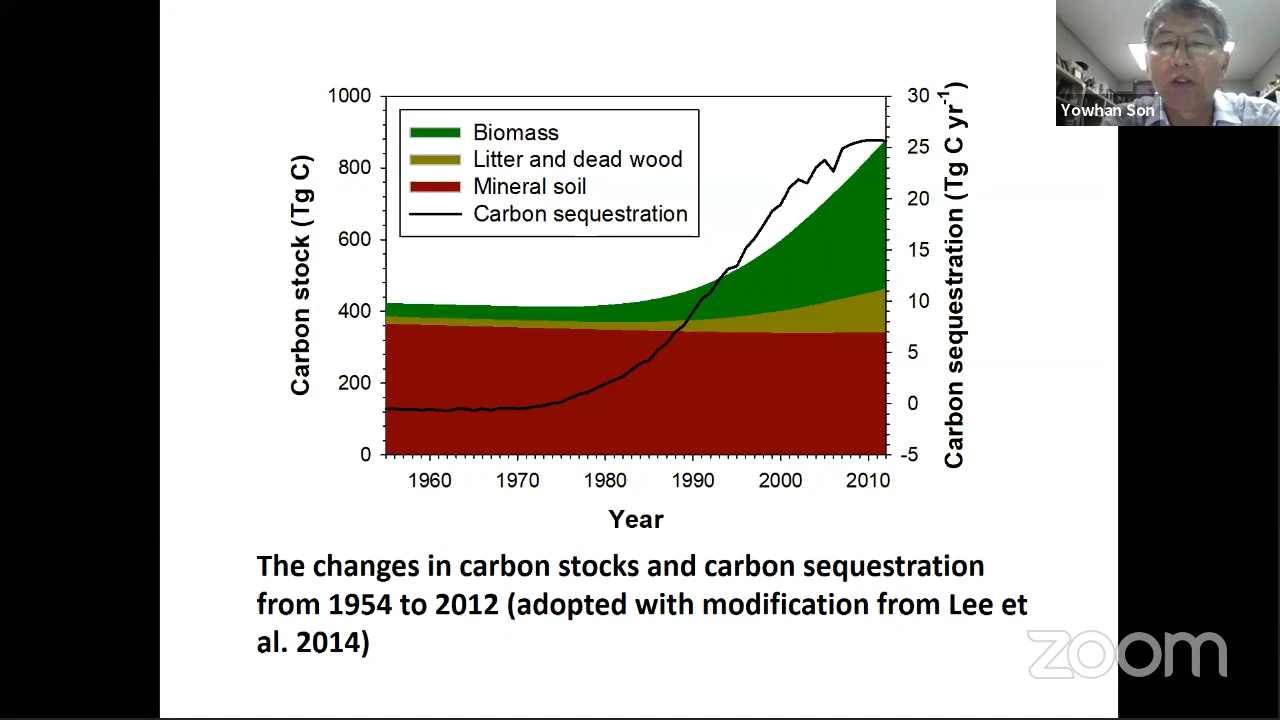 Yowhan Son
1000
800
600
400
200
0
Carbon stock (Tg C)
Biomass
Litter and dead wood
Mineral soil
Carbon sequestration
30
25
20
15
10
5
0
-5
Carbon sequestration (Tg C yr⁻¹)
1960 1970 1980 1990 2000 2010
Year
The changes in carbon stocks and carbon sequestration
from 1954 to 2012 (adopted with modification from Lee et
al. 2014)
zoom